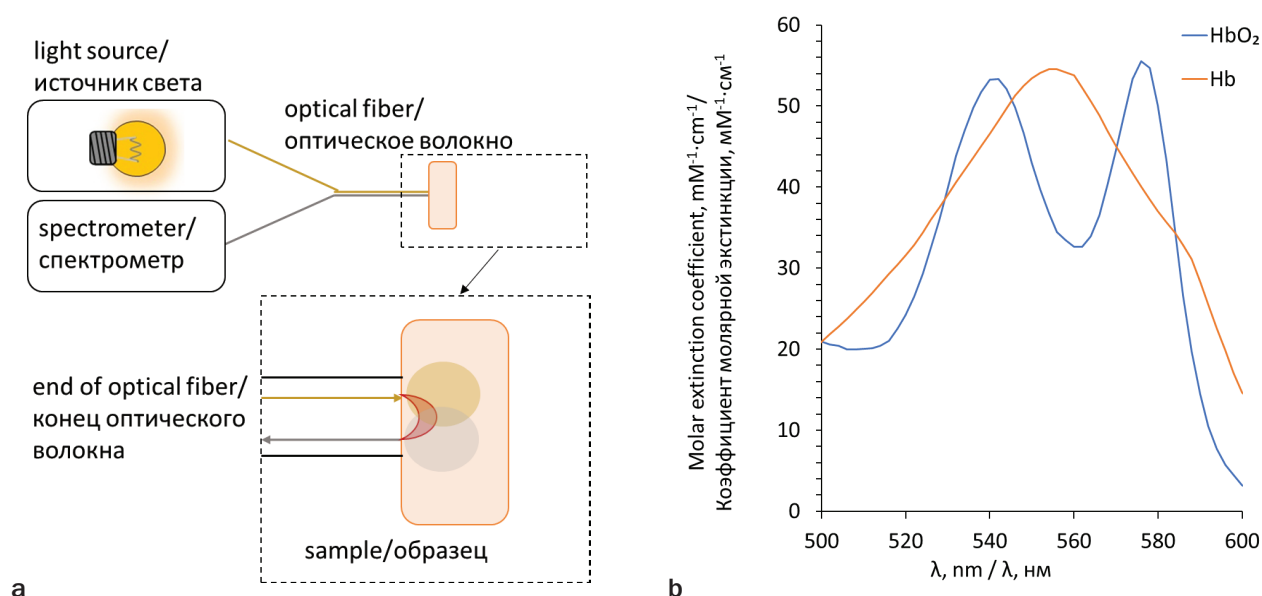 light source/
источник света
optical fiber/
оптическое волокно
spectrometer/
спектрометр
end of optical fiber/
конец оптического
волокна
sample/образец
a
Molar extinction coefficient, mM⁻¹·cm⁻¹/
Коэффициент молярной экстинкции, мМ⁻¹·см⁻¹
60
50
40
30
20
10
0
500 520 540 560 580 600
λ, nm / λ, нм
HbO₂
Hb
b